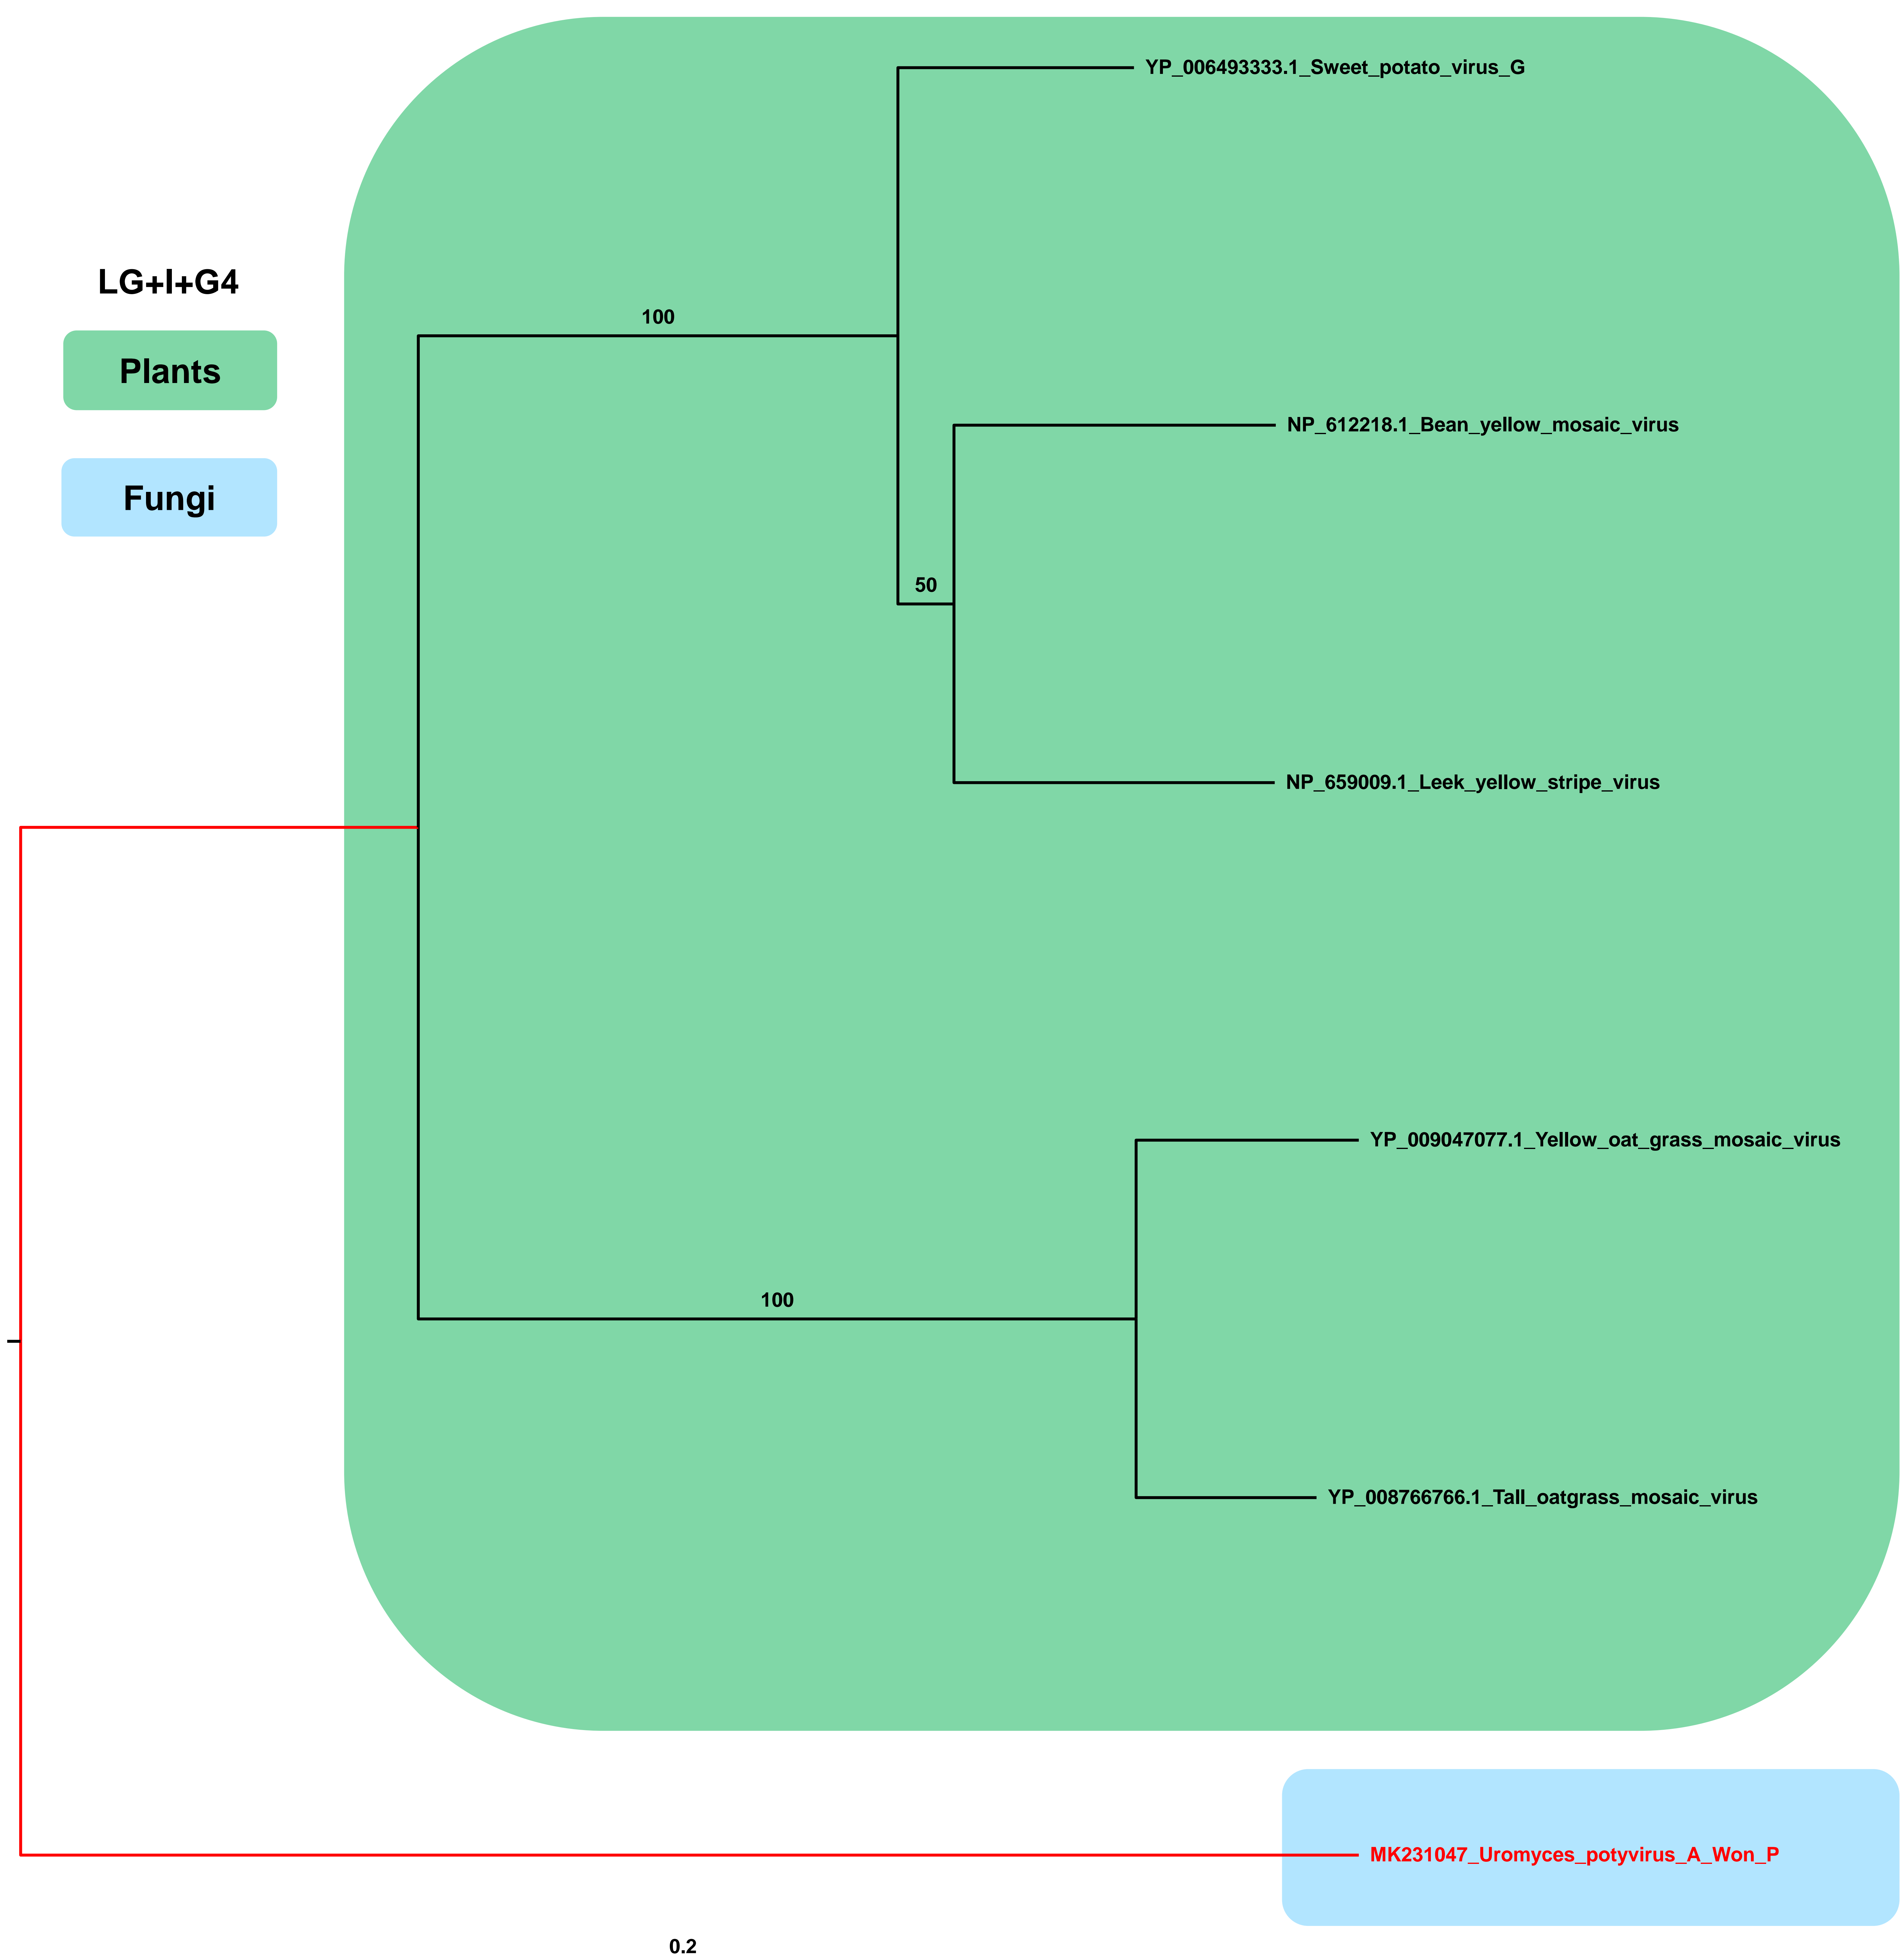 YP_006493333.1_Sweet_potato_virus_G
LG+I+G4
100
Plants
NP_612218.1_Bean_yellow_mosaic_virus
Fungi
50
NP_659009.1_Leek_yellow_stripe_virus
YP_009047077.1_Yellow_oat_grass_mosaic_virus
100
YP_008766766.1_Tall_oatgrass_mosaic_virus
MK231047_Uromyces_potyvirus_A_Won_P
0.2